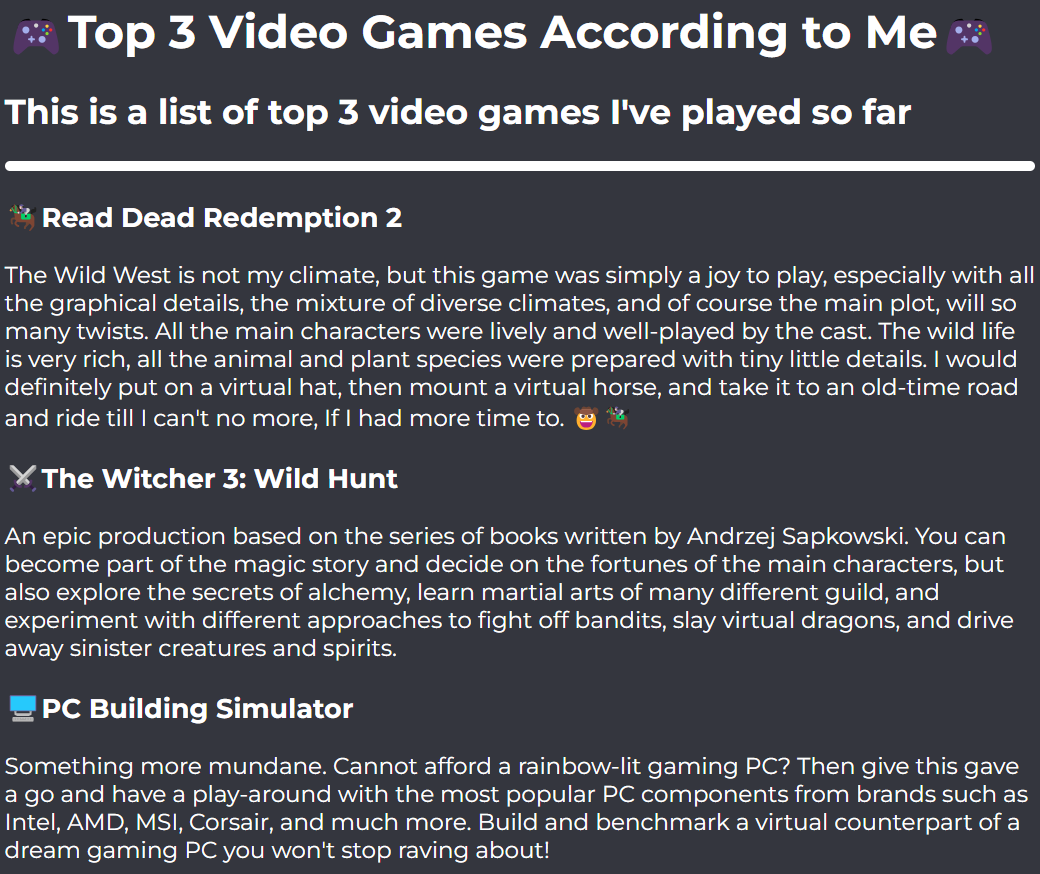 🎮Top 3 Video Games According to Me🎮
This is a list of top 3 video games I've played so far
🏇Read Dead Redemption 2
The Wild West is not my climate, but this game was simply a joy to play, especially with all
the graphical details, the mixture of diverse climates, and of course the main plot, will so
many twists. All the main characters were lively and well-played by the cast. The wild life
is very rich, all the animal and plant species were prepared with tiny little details. I would
definitely put on a virtual hat, then mount a virtual horse, and take it to an old-time road
and ride till I can't no more, If I had more time to. 🤠 🏇
⚔️The Witcher 3: Wild Hunt
An epic production based on the series of books written by Andrzej Sapkowski. You can
become part of the magic story and decide on the fortunes of the main characters, but
also explore the secrets of alchemy, learn martial arts of many different guild, and
experiment with different approaches to fight off bandits, slay virtual dragons, and drive
away sinister creatures and spirits.
🖥️PC Building Simulator
Something more mundane. Cannot afford a rainbow-lit gaming PC? Then give this gave
a go and have a play-around with the most popular PC components from brands such as
Intel, AMD, MSI, Corsair, and much more. Build and benchmark a virtual counterpart of a
dream gaming PC you won't stop raving about!